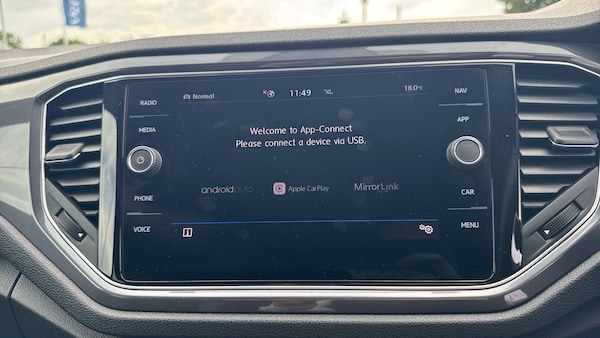 RADIO
MEDIA
PHONE
VOICE
Normal
11:49
18.0°C
Welcome to App-Connect
Please connect a device via USB.
androidauto
Apple CarPlay
MirrorLink
NAV
APP
CAR
MENU